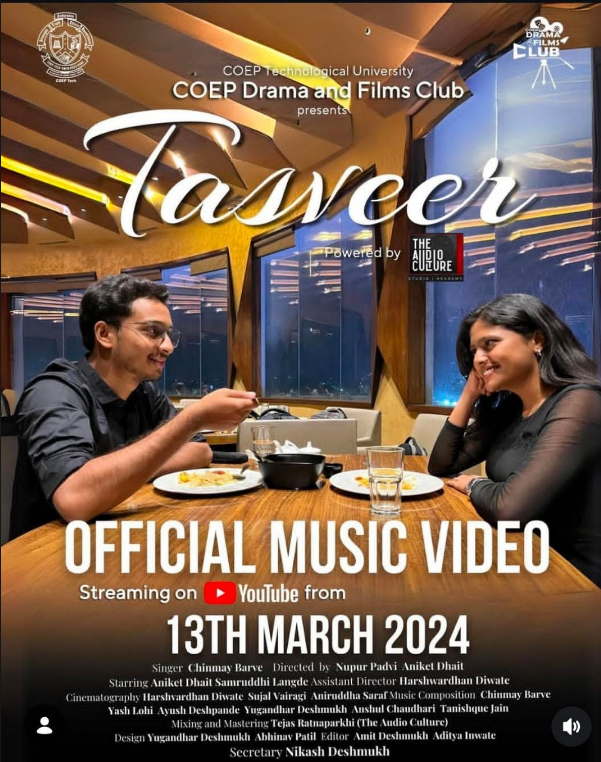 COEP Tech
DRAMA
& FILMS
CLUB
COEP Technological University
COEP Drama and Films Club
presents
Tasveer
Powered by
THE
AUDIO
CULTURE
STUDIO | ACADEMY
OFFICIAL MUSIC VIDEO
Streaming on YouTube from
13TH MARCH 2024
Singer Chinmay Barve Directed by Nupur Padvi Aniket Dhait
Starring Aniket Dhait Samruddhi Langde Assistant Director Harshwardhan Diwate
Cinematography Harshvardhan Diwate Sujal Vairagi Aniruddha Saraf Music Composition Chinmay Barve
Yash Lohi Ayush Deshpande Yugandhar Deshmukh Anshul Chaudhari Tanishque Jain
Mixing and Mastering Tejas Ratnaparkhi (The Audio Culture)
Design Yugandhar Deshmukh Abhinav Patil Editor Amit Deshmukh Aditya Inwate
Secretary Nikash Deshmukh